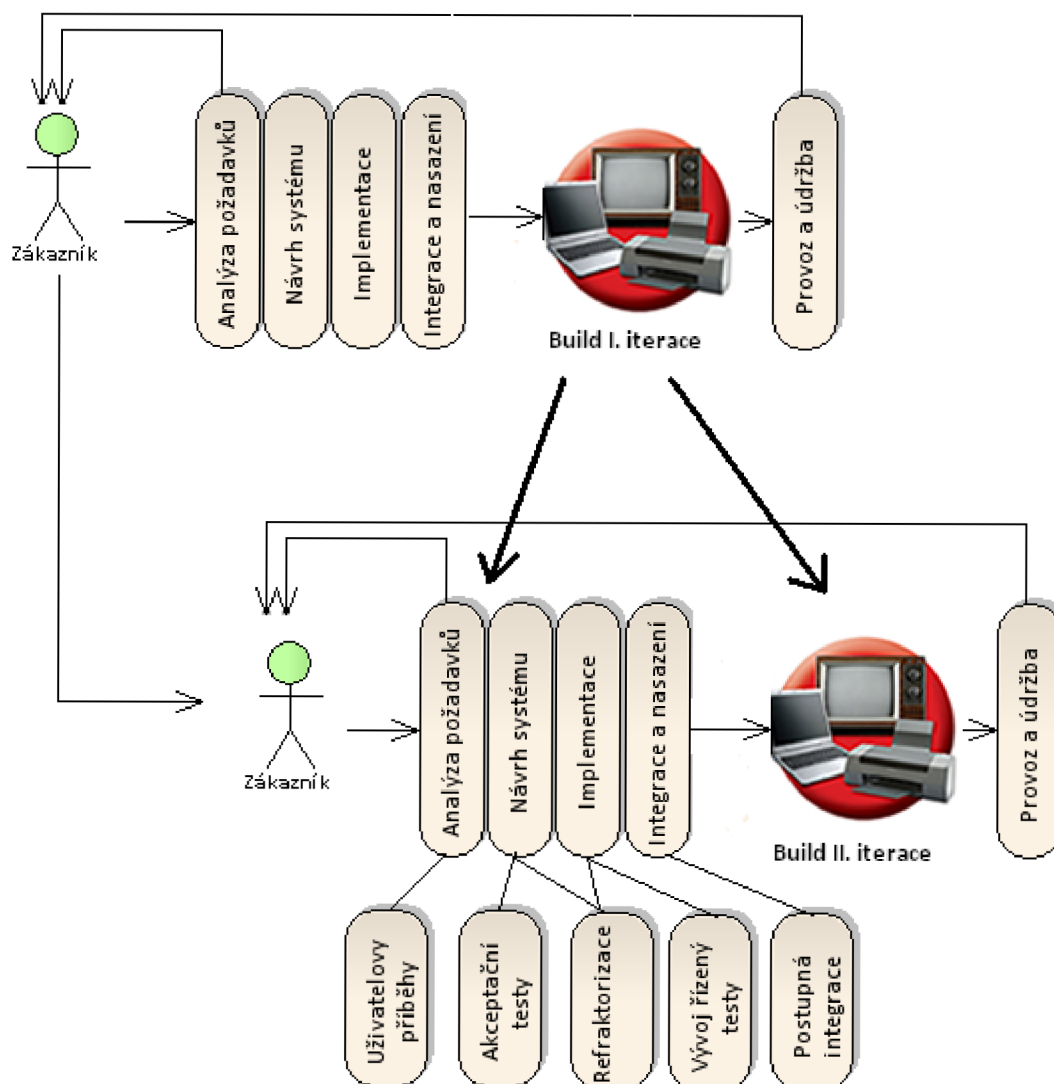 Zákazník
Analýza požadavků
Návrh systému
Implementace
Integrace a nasazení
Build I. iterace
Provoz a údržba
Zákazník
Analýza požadavků
Návrh systému
Implementace
Integrace a nasazení
Build II. iterace
Provoz a údržba
Uživatelovy
příběhy
Akceptační
testy
Refraktorizace
Vývoj řízený
testy
Postupná
integrace